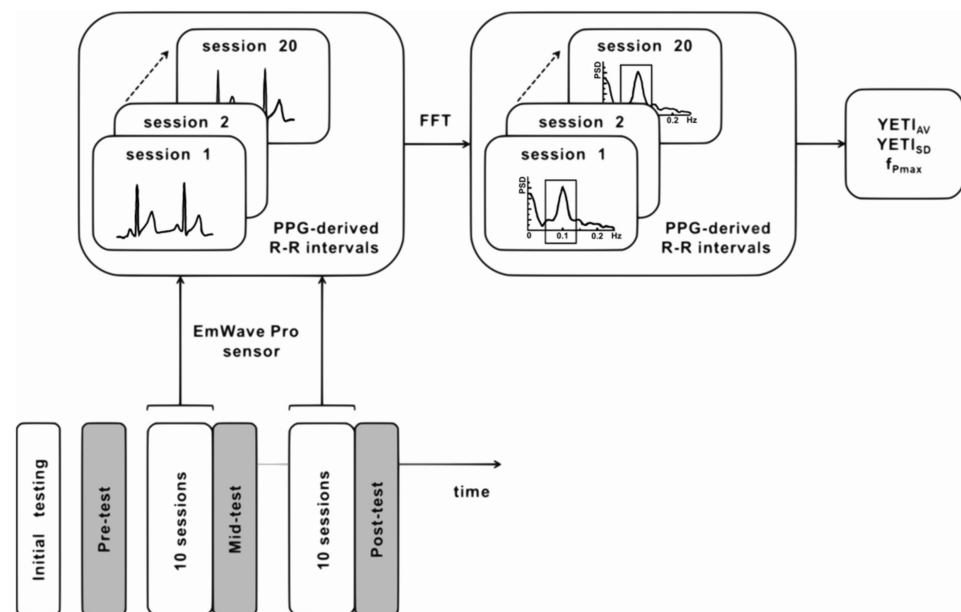 session 20
session 2
session 1
PPG-derived
R-R intervals
FFT
session 20
PSD
0.2 Hz
session 2
session 1
PSD
0 0.1 0.2 Hz
PPG-derived
R-R intervals
YETI_AV
YETI_SD
f_Pmax
EmWave Pro
sensor
Initial testing
Pre-test
10 sessions
Mid-test
10 sessions
Post-test
time